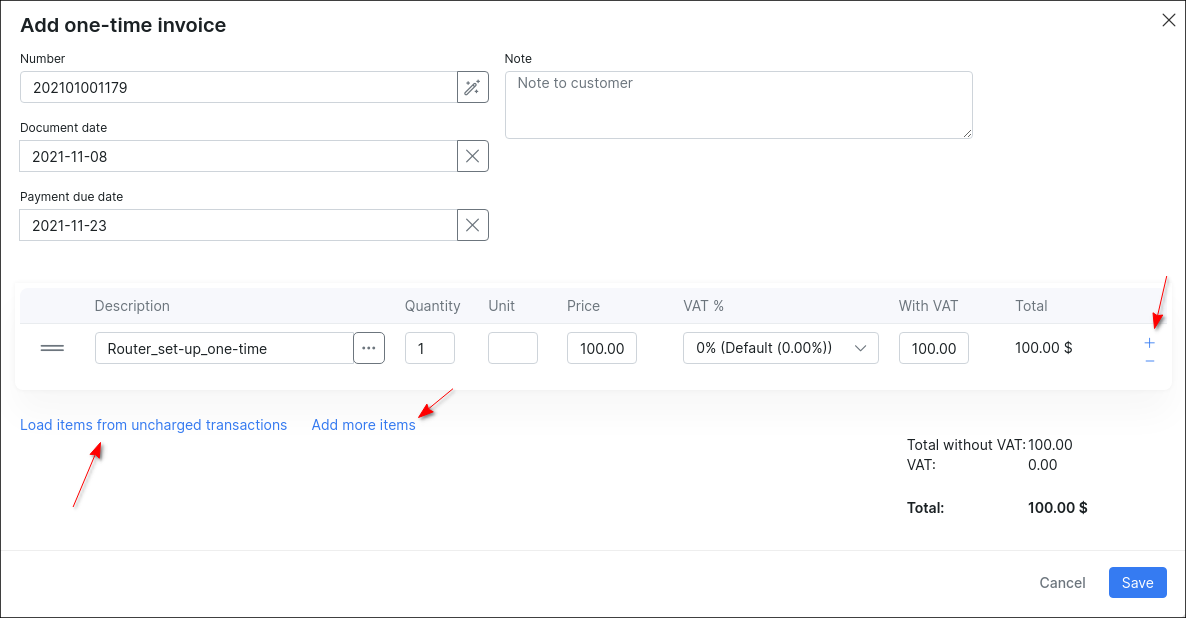 Add one-time invoice
Number
202101001179
Document date
2021-11-08
Payment due date
2021-11-23
Note
Note to customer
Description Quantity Unit Price VAT % With VAT Total
Router_set-up_one-time 1 100.00 0% (Default (0.00%)) 100.00 100.00 $
Load items from uncharged transactions Add more items
Total without VAT: 100.00
VAT: 0.00
Total: 100.00 $
Cancel Save